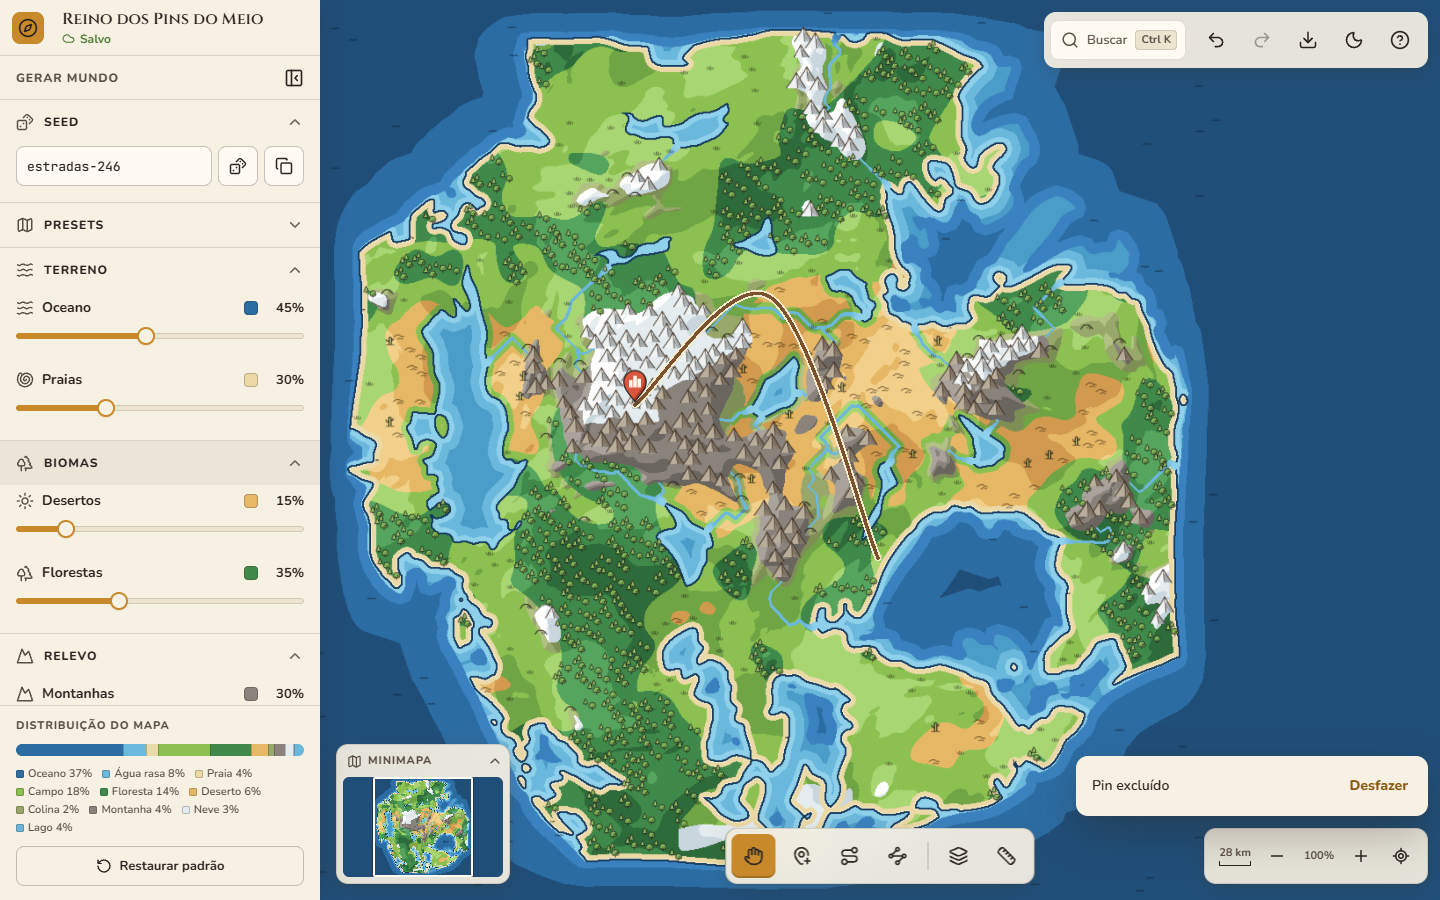 Reino dos Pins do Meio
Salvo
GERAR MUNDO
SEED
estradas-246
PRESETS
TERRENO
Oceano 45%
Praias 30%
BIOMAS
Desertos 15%
Florestas 35%
RELEVO
Montanhas 30%
DISTRIBUIÇÃO DO MAPA
Oceano 37% Água rasa 8% Praia 4%
Campo 18% Floresta 14% Deserto 6%
Colina 2% Montanha 4% Neve 3%
Lago 4%
Restaurar padrão
Buscar Ctrl K
MINIMAPA
Pin excluído Desfazer
28 km 100%